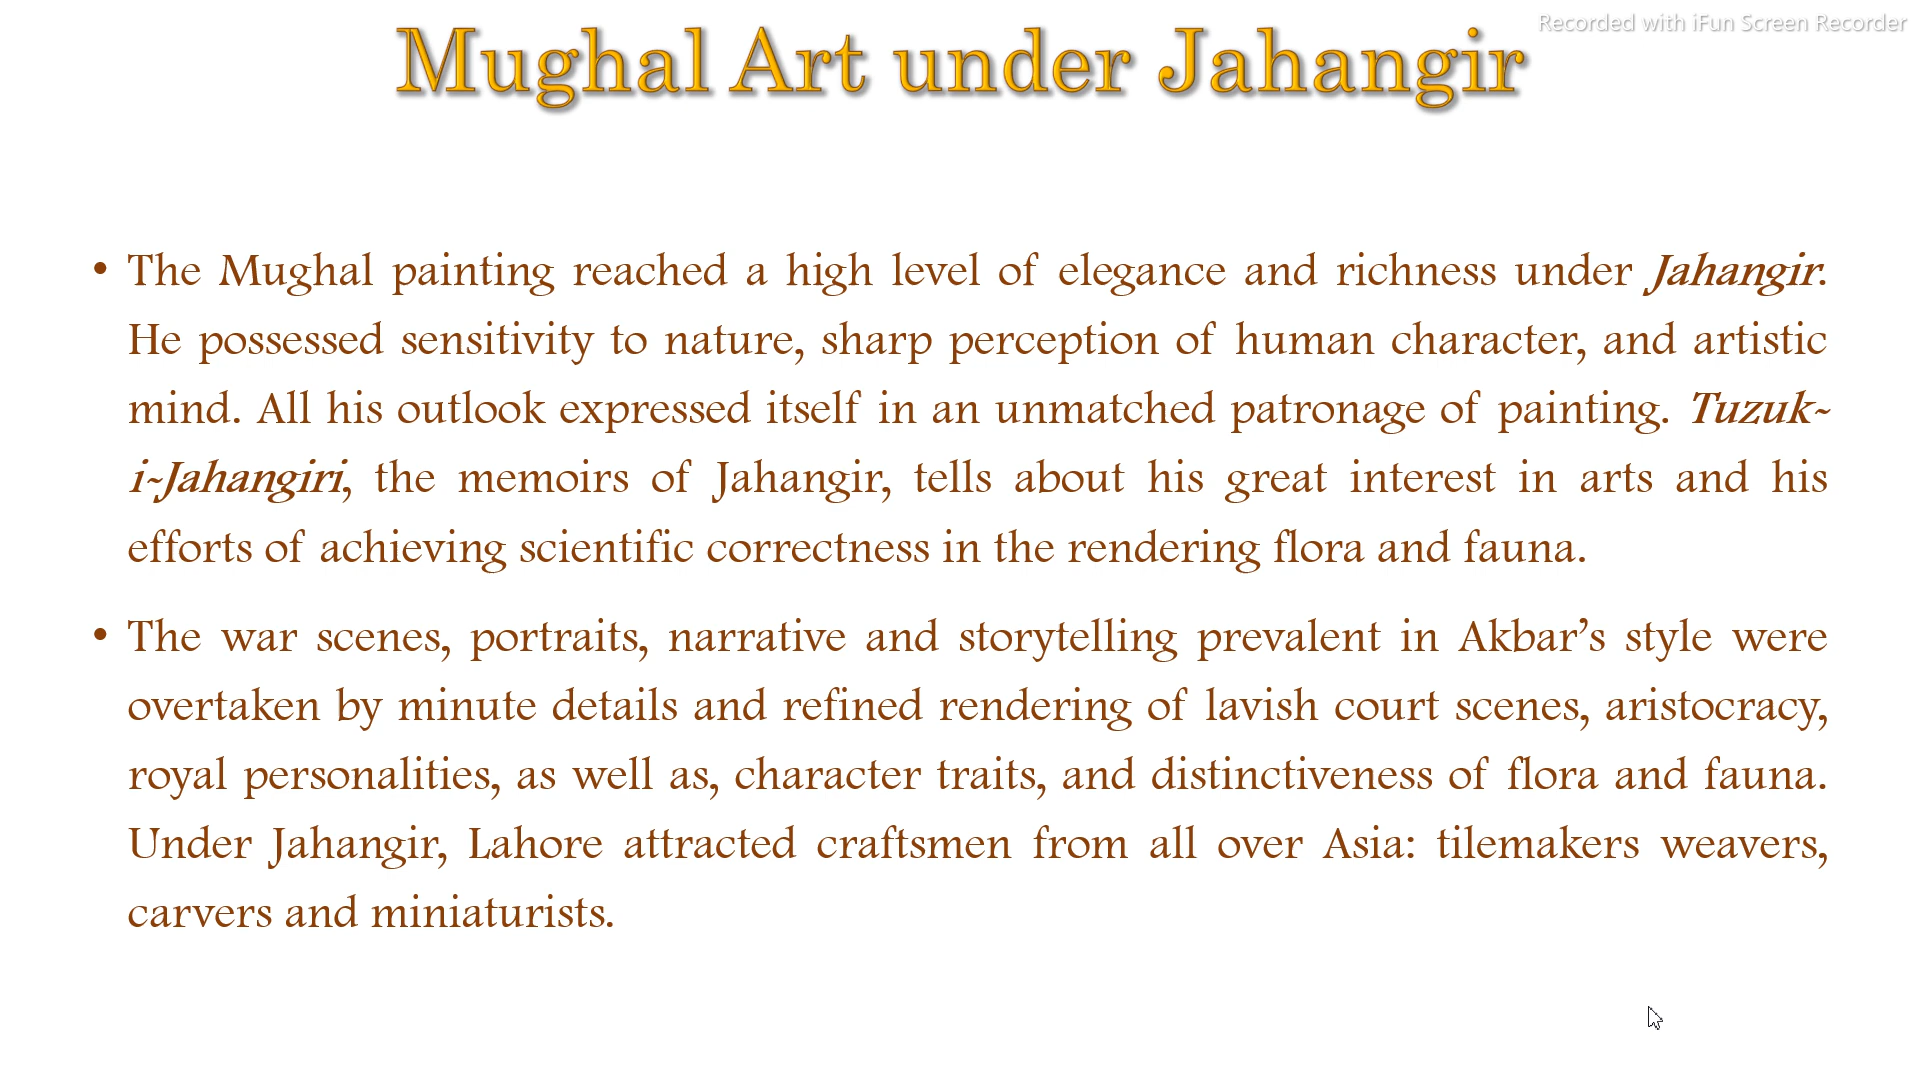 Recorded with iFun Screen Recorder
Mughal Art under Jahangir
• The Mughal painting reached a high level of elegance and richness under Jahangir.
He possessed sensitivity to nature, sharp perception of human character, and artistic
mind. All his outlook expressed itself in an unmatched patronage of painting. Tuzuk-
i-Jahangiri, the memoirs of Jahangir, tells about his great interest in arts and his
efforts of achieving scientific correctness in the rendering flora and fauna.
• The war scenes, portraits, narrative and storytelling prevalent in Akbar’s style were
overtaken by minute details and refined rendering of lavish court scenes, aristocracy,
royal personalities, as well as, character traits, and distinctiveness of flora and fauna.
Under Jahangir, Lahore attracted craftsmen from all over Asia: tilemakers weavers,
carvers and miniaturists.